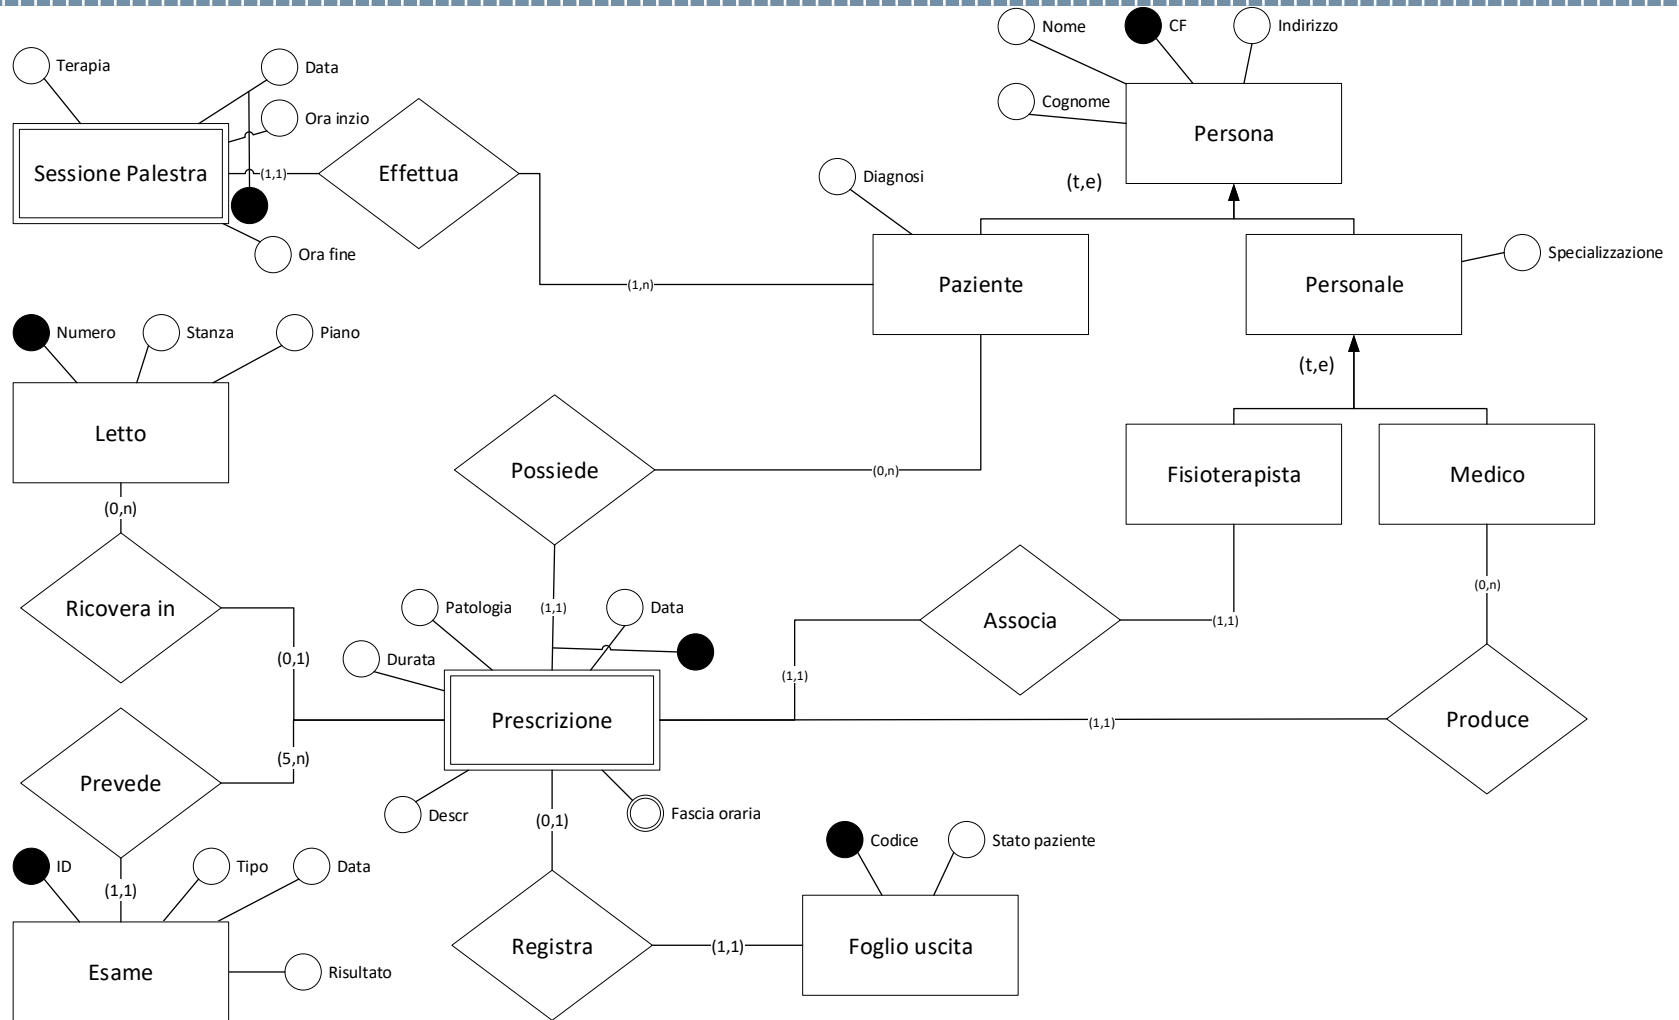 Nome
CF
Indirizzo
Terapia
Data
Cognome
Ora inzio
Persona
Sessione Palestra
(1,1)
Effettua
Diagnosi
(t,e)
Ora fine
Specializzazione
(1,n)
Paziente
Personale
Numero
Stanza
Piano
(t,e)
Letto
Possiede
(0,n)
Fisioterapista
Medico
(0,n)
(0,n)
Ricovera in
Patologia
(1,1)
Data
Associa
(1,1)
Durata
(0,1)
(1,1)
Prescrizione
(1,1)
Produce
(5,n)
Prevede
Descr
(0,1)
Fascia oraria
Codice
Stato paziente
ID
Tipo
Data
(1,1)
Registra
(1,1)
Foglio uscita
Esame
Risultato